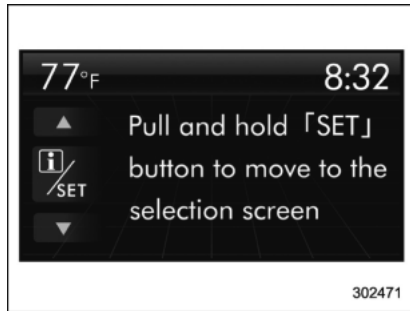 77°F 8:32
Pull and hold「SET」
button to move to the
i/SET
selection screen
302471